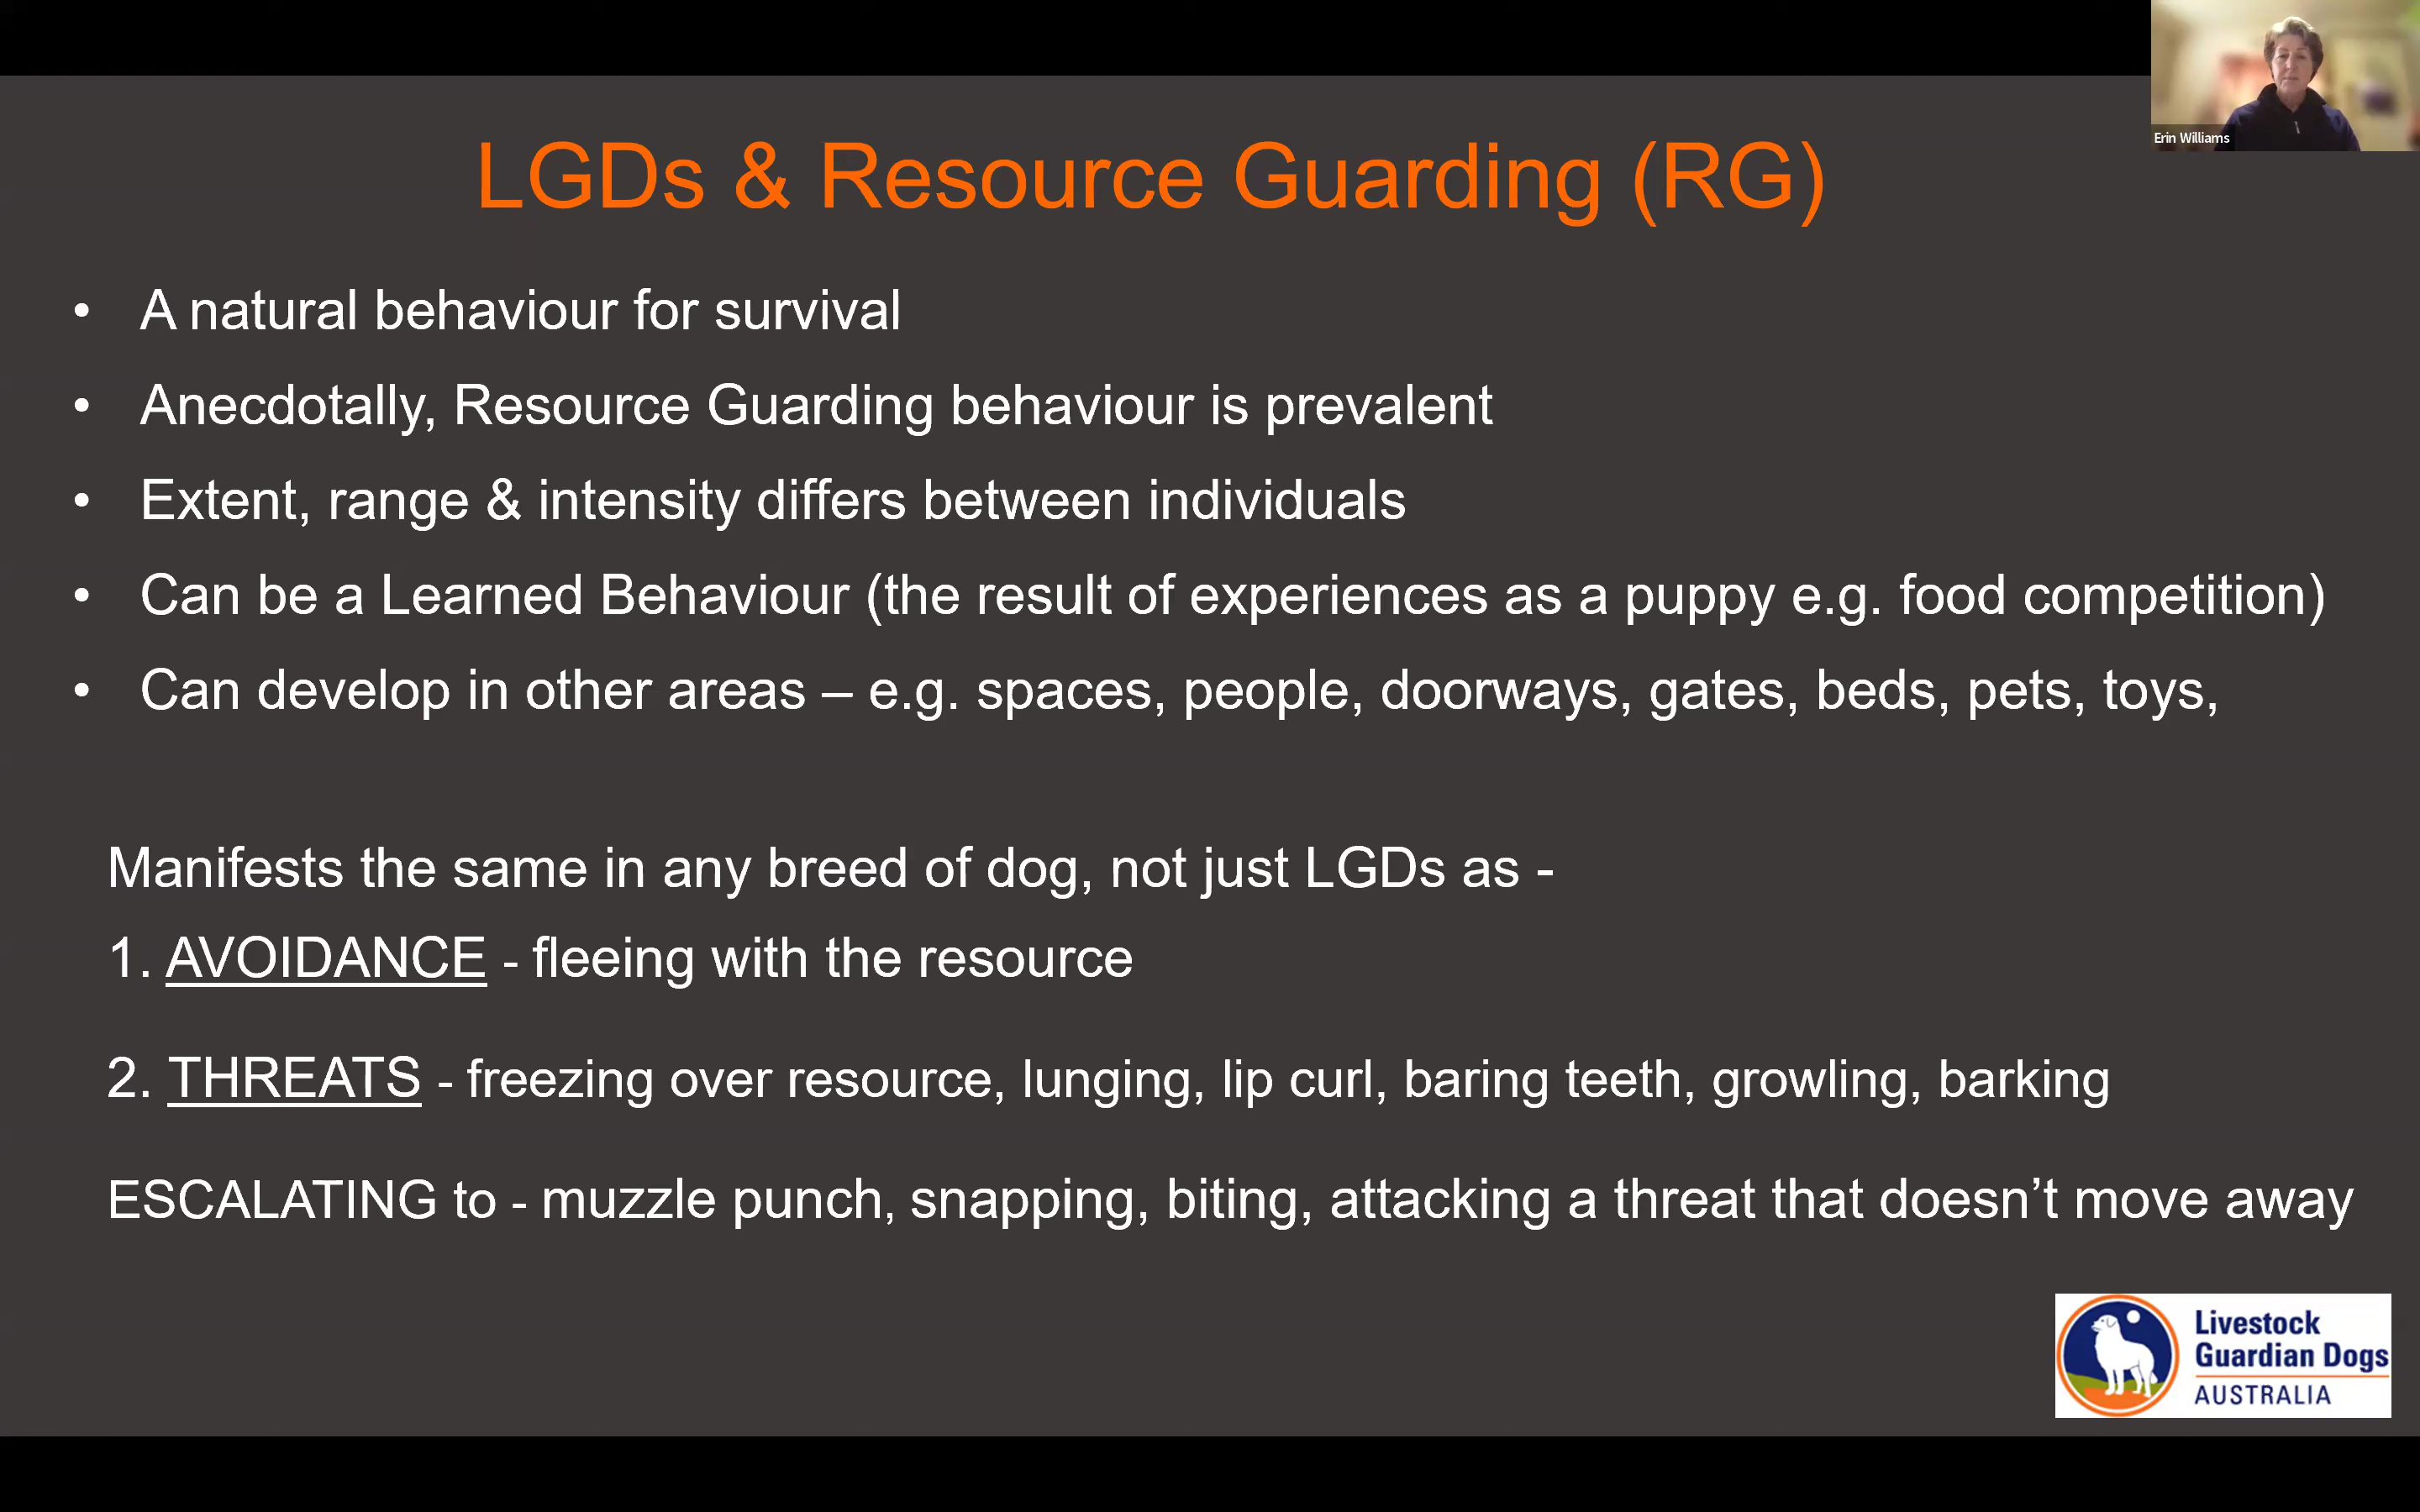 Erin Williams
LGDs & Resource Guarding (RG)
• A natural behaviour for survival
• Anecdotally, Resource Guarding behaviour is prevalent
• Extent, range & intensity differs between individuals
• Can be a Learned Behaviour (the result of experiences as a puppy e.g. food competition)
• Can develop in other areas – e.g. spaces, people, doorways, gates, beds, pets, toys,
Manifests the same in any breed of dog, not just LGDs as -
1. AVOIDANCE - fleeing with the resource
2. THREATS - freezing over resource, lunging, lip curl, baring teeth, growling, barking
ESCALATING to - muzzle punch, snapping, biting, attacking a threat that doesn’t move away
Livestock
Guardian Dogs
AUSTRALIA